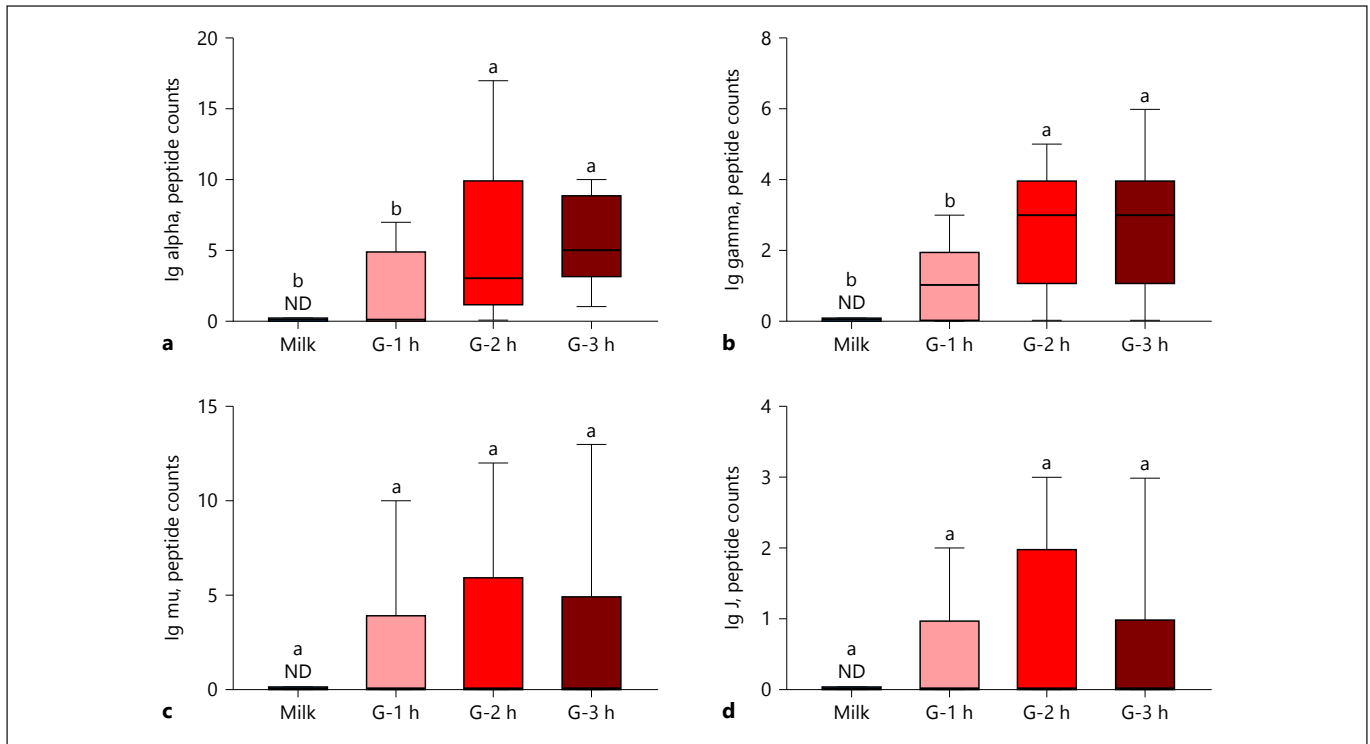 20
15
10
5
0
Ig alpha, peptide counts
b
ND
b
a
a
Milk
G-1 h
G-2 h
G-3 h
a
8
6
4
2
0
Ig gamma, peptide counts
b
ND
b
a
a
Milk
G-1 h
G-2 h
G-3 h
b
15
10
5
0
Ig mu, peptide counts
a
ND
a
a
a
Milk
G-1 h
G-2 h
G-3 h
c
4
3
2
1
0
Ig J, peptide counts
a
ND
a
a
a
Milk
G-1 h
G-2 h
G-3 h
d